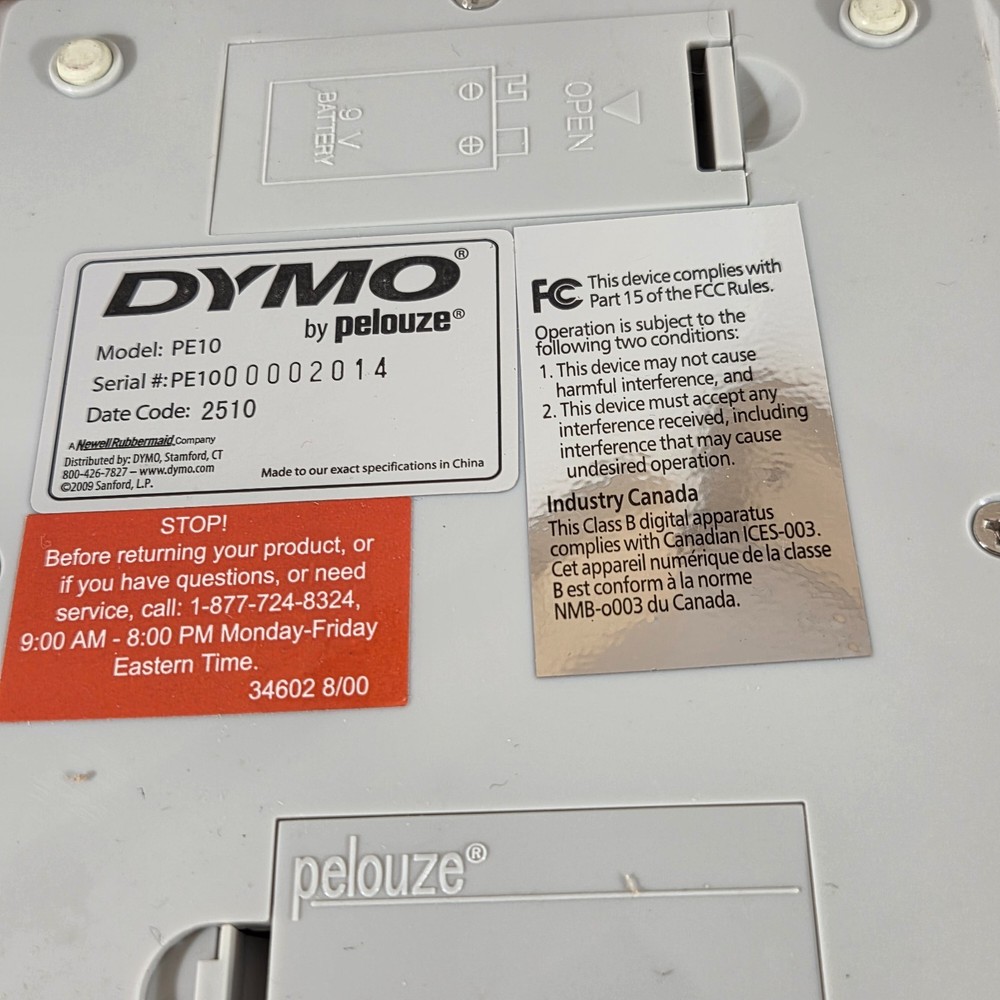 9 V
BATTERY
⊖
⊕
OPEN
DYMO®
by pelouze®
Model: PE10
Serial #: PE1000002014
Date Code: 2510
A Newell Rubbermaid Company
Distributed by: DYMO, Stamford, CT
800-426-7827 – www.dymo.com
©2009 Sanford, L.P.
Made to our exact specifications in China
FC This device complies with
Part 15 of the FCC Rules.
Operation is subject to the
following two conditions:
1. This device may not cause
harmful interference, and
2. This device must accept any
interference received, including
interference that may cause
undesired operation.
Industry Canada
This Class B digital apparatus
complies with Canadian ICES-003.
Cet appareil numérique de la classe
B est conform à la norme
NMB-o003 du Canada.
STOP!
Before returning your product, or
if you have questions, or need
service, call: 1-877-724-8324,
9:00 AM - 8:00 PM Monday-Friday
Eastern Time.
34602 8/00
pelouze®